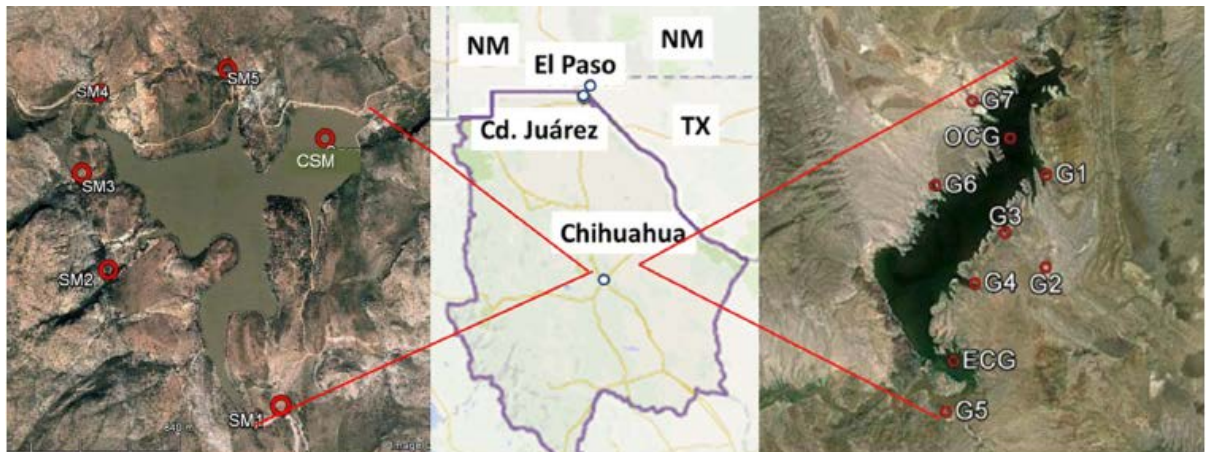 SM5
SM4
CSM
SM3
SM2
SM1
640 m
NM
NM
El Paso
Cd. Juárez
TX
Chihuahua
G7
OCG
G1
G6
G3
G2
G4
ECG
G5